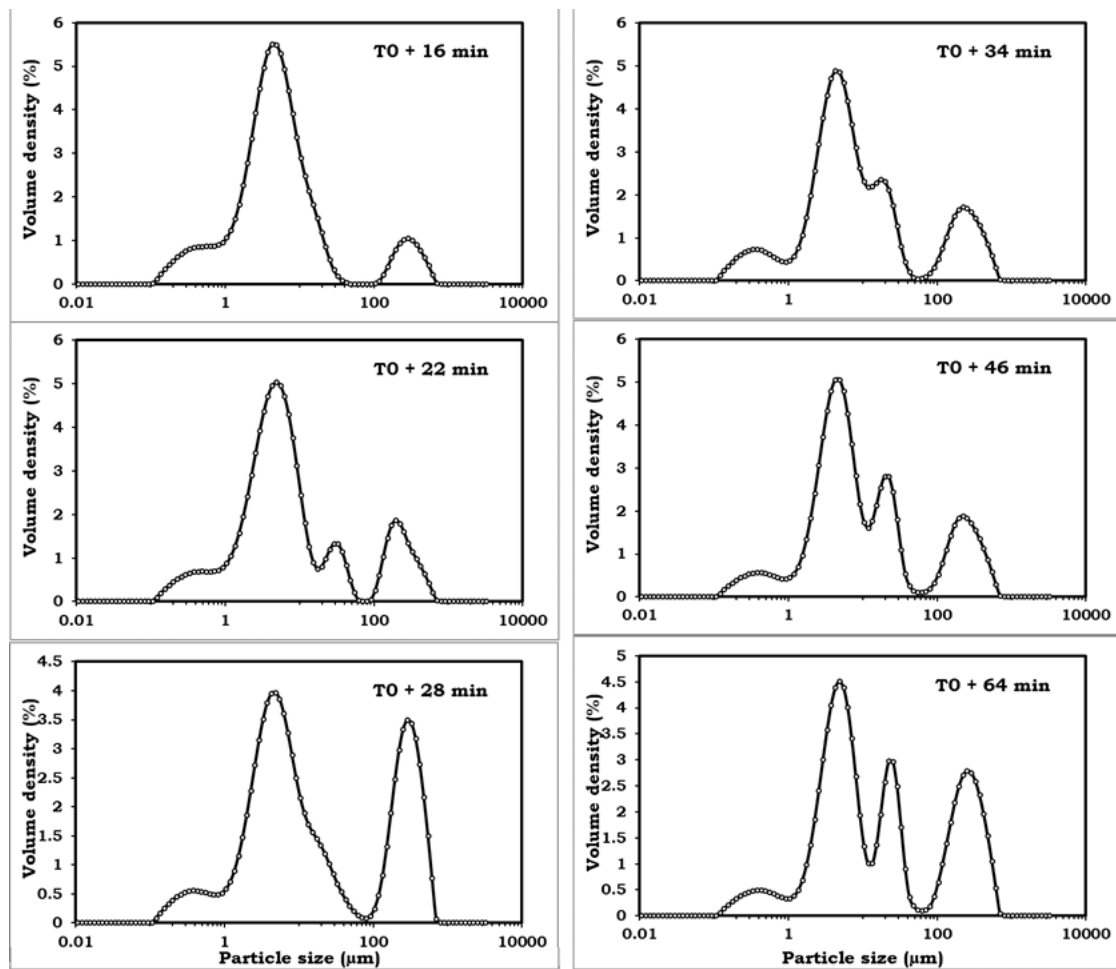 T0 + 16 min
Volume density (%)
6
5
4
3
2
1
0
0.01 1 100 10000
T0 + 34 min
Volume density (%)
6
5
4
3
2
1
0
0.01 1 100 10000
T0 + 22 min
Volume density (%)
6
5
4
3
2
1
0
0.01 1 100 10000
T0 + 46 min
Volume density (%)
6
5
4
3
2
1
0
0.01 1 100 10000
T0 + 28 min
Volume density (%)
4.5
4
3.5
3
2.5
2
1.5
1
0.5
0
0.01 1 100 10000
Particle size (µm)
T0 + 64 min
Volume density (%)
5
4.5
4
3.5
3
2.5
2
1.5
1
0.5
0
0.01 1 100 10000
Particle size (µm)